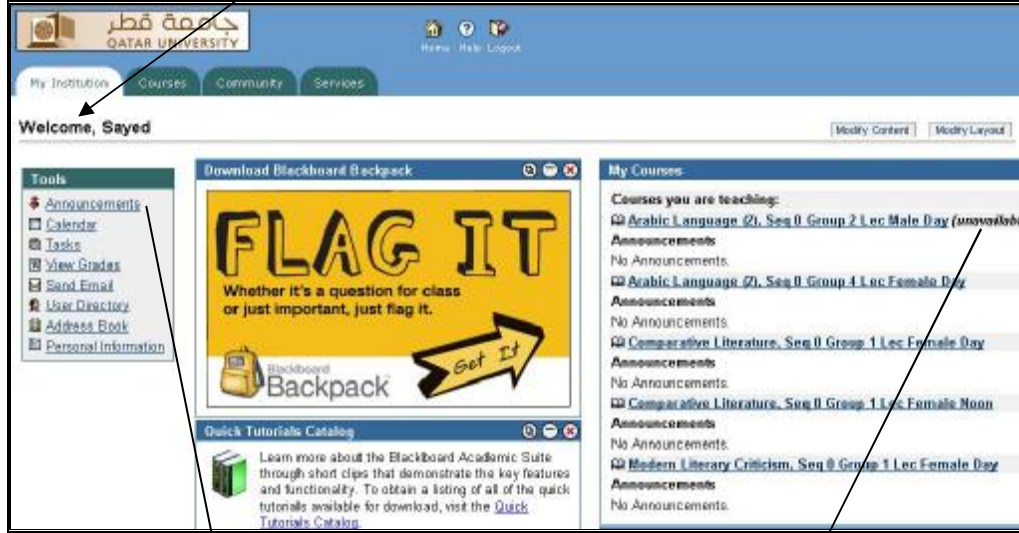 جامعة قطر
QATAR UNIVERSITY
Home Help Logout
My Institution Courses Community Services
Welcome, Sayed
Modify Content Modify Layout
Tools
Announcements
Calendar
Tasks
View Grades
Send Email
User Directory
Address Book
Personal Information
Download Blackboard Backpack
FLAG IT
Whether it's a question for class
or just important, just flag it.
Get It
Blackboard
Backpack
Quick Tutorials Catalog
Learn more about the Blackboard Academic Suite
through short clips that demonstrate the key features
and functionality. To obtain a listing of all of the quick
tutorials available for download, visit the Quick
Tutorials Catalog.
My Courses
Courses you are teaching:
Arabic Language (2), Seq 0 Group 2 Lec Male Day (unavailab
Announcements
No Announcements.
Arabic Language (2), Seq 0 Group 4 Lec Female Day
Announcements
No Announcements.
Comparative Literature, Seq 0 Group 1 Lec Female Day
Announcements
No Announcements.
Comparative Literature, Seq 0 Group 1 Lec Female Noon
Announcements
No Announcements.
Modern Literary Criticism, Seq 0 Group 1 Lec Female Day
Announcements
No Announcements.